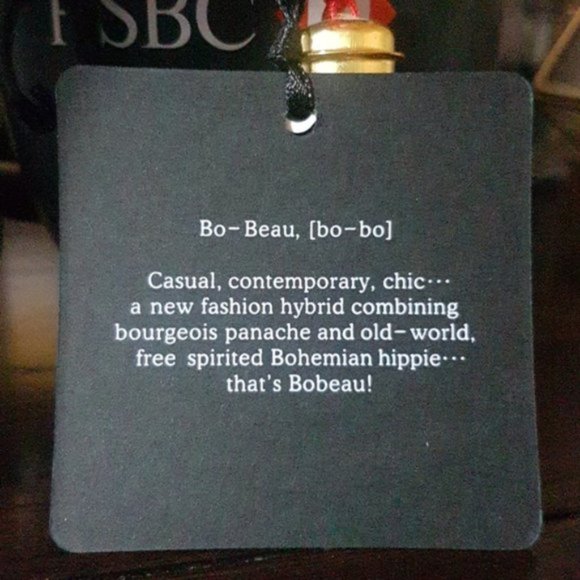 SBC
Bo-Beau, [bo-bo]
Casual, contemporary, chic···
a new fashion hybrid combining
bourgeois panache and old-world,
free spirited Bohemian hippie···
that's Bobeau!